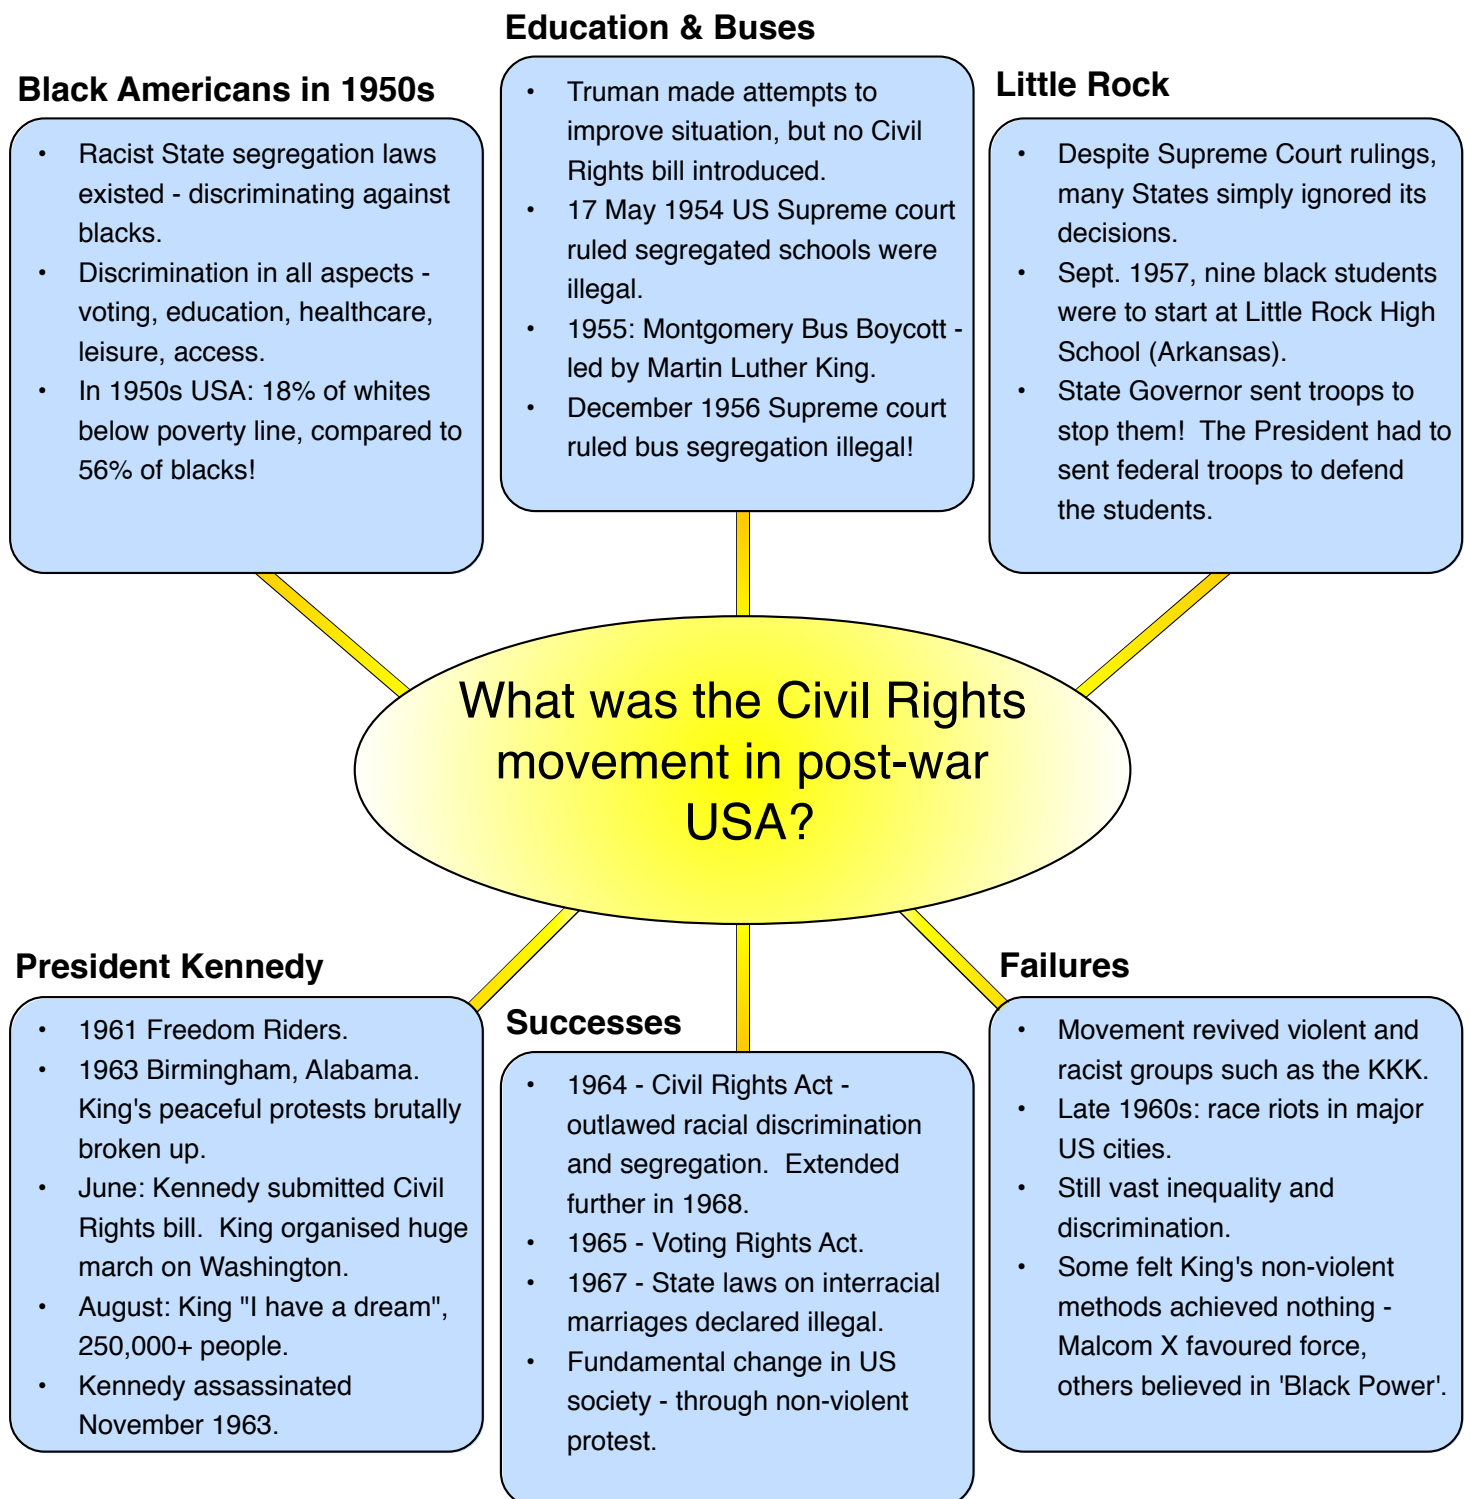 Education & Buses
Black Americans in 1950s
Little Rock
• Racist State segregation laws
existed - discriminating against
blacks.
• Discrimination in all aspects -
voting, education, healthcare,
leisure, access.
• In 1950s USA: 18% of whites
below poverty line, compared to
56% of blacks!
• Truman made attempts to
improve situation, but no Civil
Rights bill introduced.
• 17 May 1954 US Supreme court
ruled segregated schools were
illegal.
• 1955: Montgomery Bus Boycott -
led by Martin Luther King.
• December 1956 Supreme court
ruled bus segregation illegal!
• Despite Supreme Court rulings,
many States simply ignored its
decisions.
• Sept. 1957, nine black students
were to start at Little Rock High
School (Arkansas).
• State Governor sent troops to
stop them! The President had to
sent federal troops to defend
the students.
What was the Civil Rights
movement in post-war
USA?
President Kennedy
• 1961 Freedom Riders.
• 1963 Birmingham, Alabama.
King's peaceful protests brutally
broken up.
• June: Kennedy submitted Civil
Rights bill. King organised huge
march on Washington.
• August: King "I have a dream",
250,000+ people.
• Kennedy assassinated
November 1963.
Successes
• 1964 - Civil Rights Act -
outlawed racial discrimination
and segregation. Extended
further in 1968.
• 1965 - Voting Rights Act.
• 1967 - State laws on interracial
marriages declared illegal.
• Fundamental change in US
society - through non-violent
protest.
Failures
• Movement revived violent and
racist groups such as the KKK.
• Late 1960s: race riots in major
US cities.
• Still vast inequality and
discrimination.
• Some felt King's non-violent
methods achieved nothing -
Malcom X favoured force,
others believed in 'Black Power'.